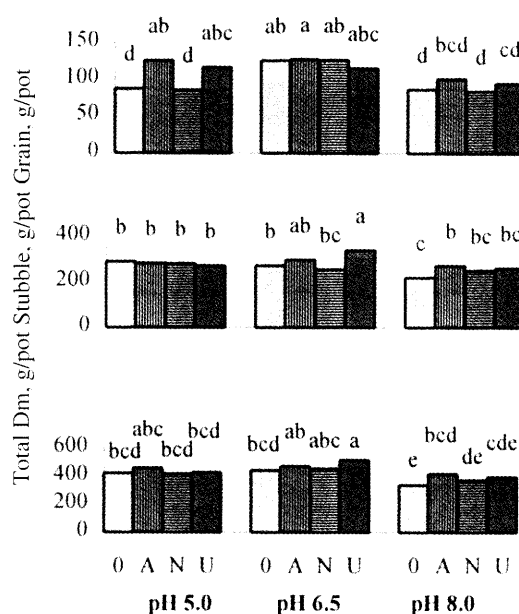 Total Dm, g/pot Stubble, g/pot Grain, g/pot
150
100
50
0
d ab d abc
ab a ab abc
d bcd d cd
400
200
0
b b b b
b ab bc a
c b bc bc
600
400
200
0
bcd abc bcd bcd
bcd ab abc a
e bcd de cde
0 A N U 0 A N U 0 A N U
pH 5.0 pH 6.5 pH 8.0